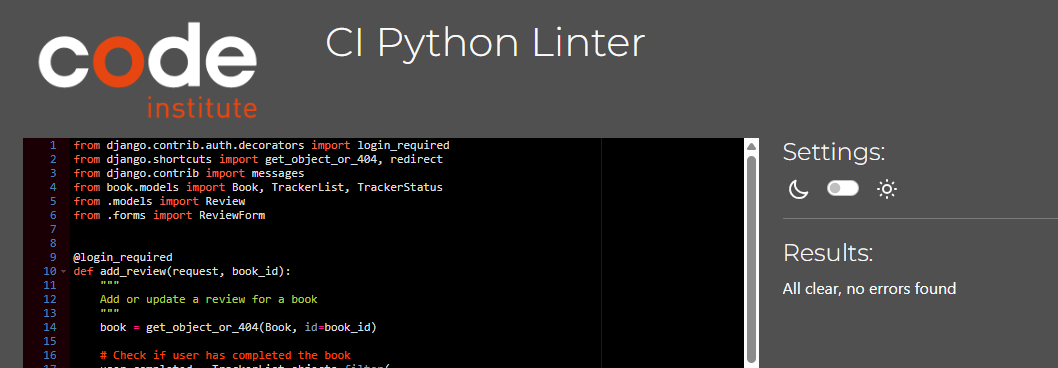 code
institute
CI Python Linter
1 from django.contrib.auth.decorators import login_required
2 from django.shortcuts import get_object_or_404, redirect
3 from django.contrib import messages
4 from book.models import Book, TrackerList, TrackerStatus
5 from .models import Review
6 from .forms import ReviewForm
7
8
9 @login_required
10 def add_review(request, book_id):
11 """
12 Add or update a review for a book
13 """
14 book = get_object_or_404(Book, id=book_id)
15
16 # Check if user has completed the book
17 user_completed = TrackerList.objects.filter(
Settings:
Results:
All clear, no errors found